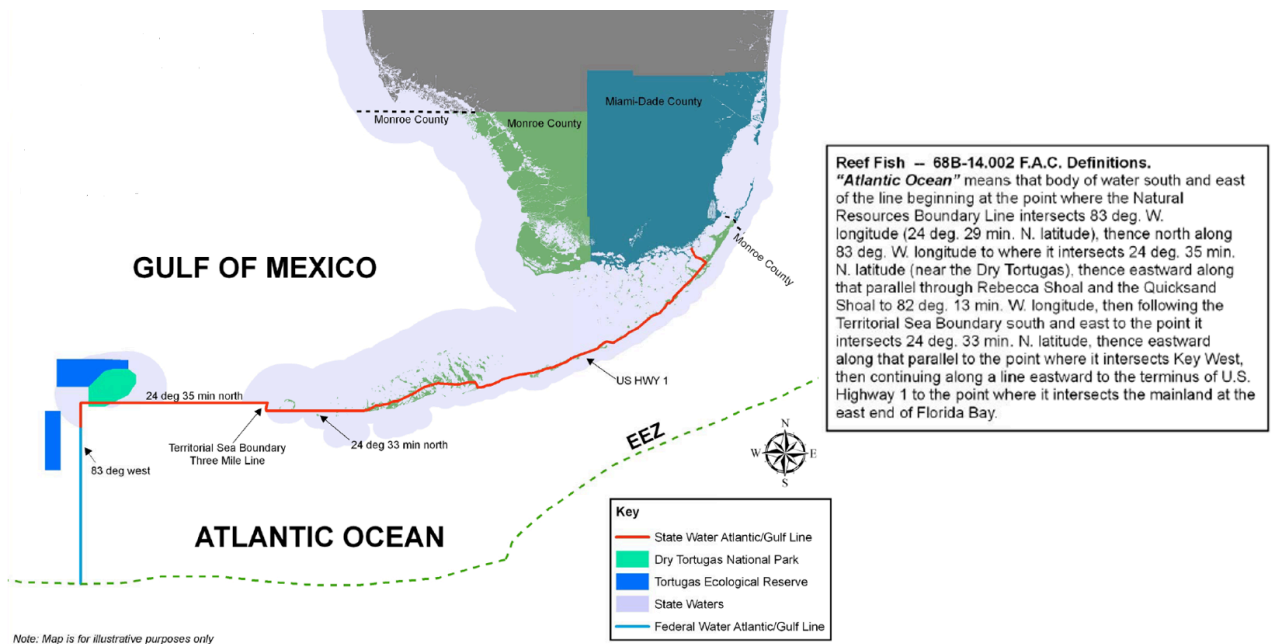 Miami-Dade County
Monroe County
Monroe County
Monroe County
GULF OF MEXICO
24 deg 35 min north
US HWY 1
Territorial Sea Boundary
Three Mile Line
24 deg 33 min north
83 deg west
EEZ
N
W
E
S
ATLANTIC OCEAN
Reef Fish -- 68B-14.002 F.A.C. Definitions.
"Atlantic Ocean" means that body of water south and east
of the line beginning at the point where the Natural
Resources Boundary Line intersects 83 deg. W.
longitude (24 deg. 29 min. N. latitude), thence north along
83 deg. W. longitude to where it intersects 24 deg. 35 min.
N. latitude (near the Dry Tortugas), thence eastward along
that parallel through Rebecca Shoal and the Quicksand
Shoal to 82 deg. 13 min. W. longitude, then following the
Territorial Sea Boundary south and east to the point it
intersects 24 deg. 33 min. N. latitude, thence eastward
along that parallel to the point where it intersects Key West,
then continuing along a line eastward to the terminus of U.S.
Highway 1 to the point where it intersects the mainland at the
east end of Florida Bay.
Key
State Water Atlantic/Gulf Line
Dry Tortugas National Park
Tortugas Ecological Reserve
State Waters
Federal Water Atlantic/Gulf Line
Note: Map is for illustrative purposes only